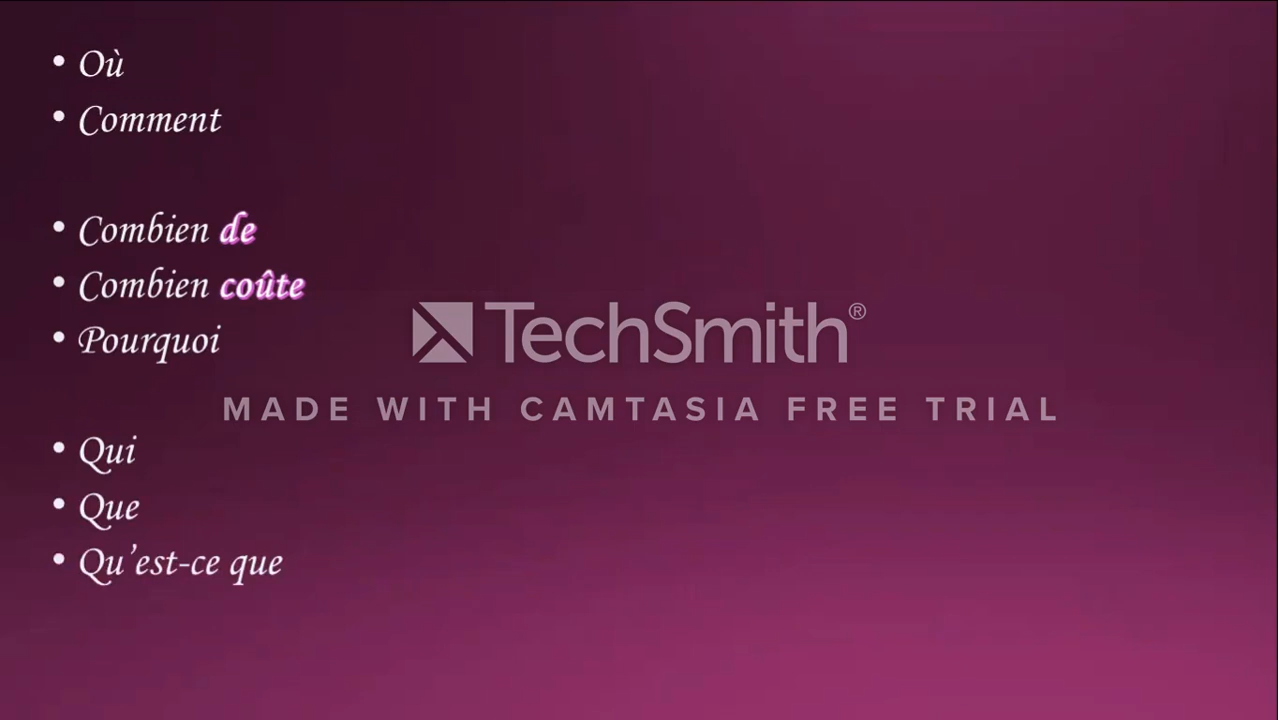 • Où
• Comment
• Combien de
• Combien coûte
• Pourquoi
TechSmith®
MADE WITH CAMTASIA FREE TRIAL
• Qui
• Que
• Qu’est-ce que